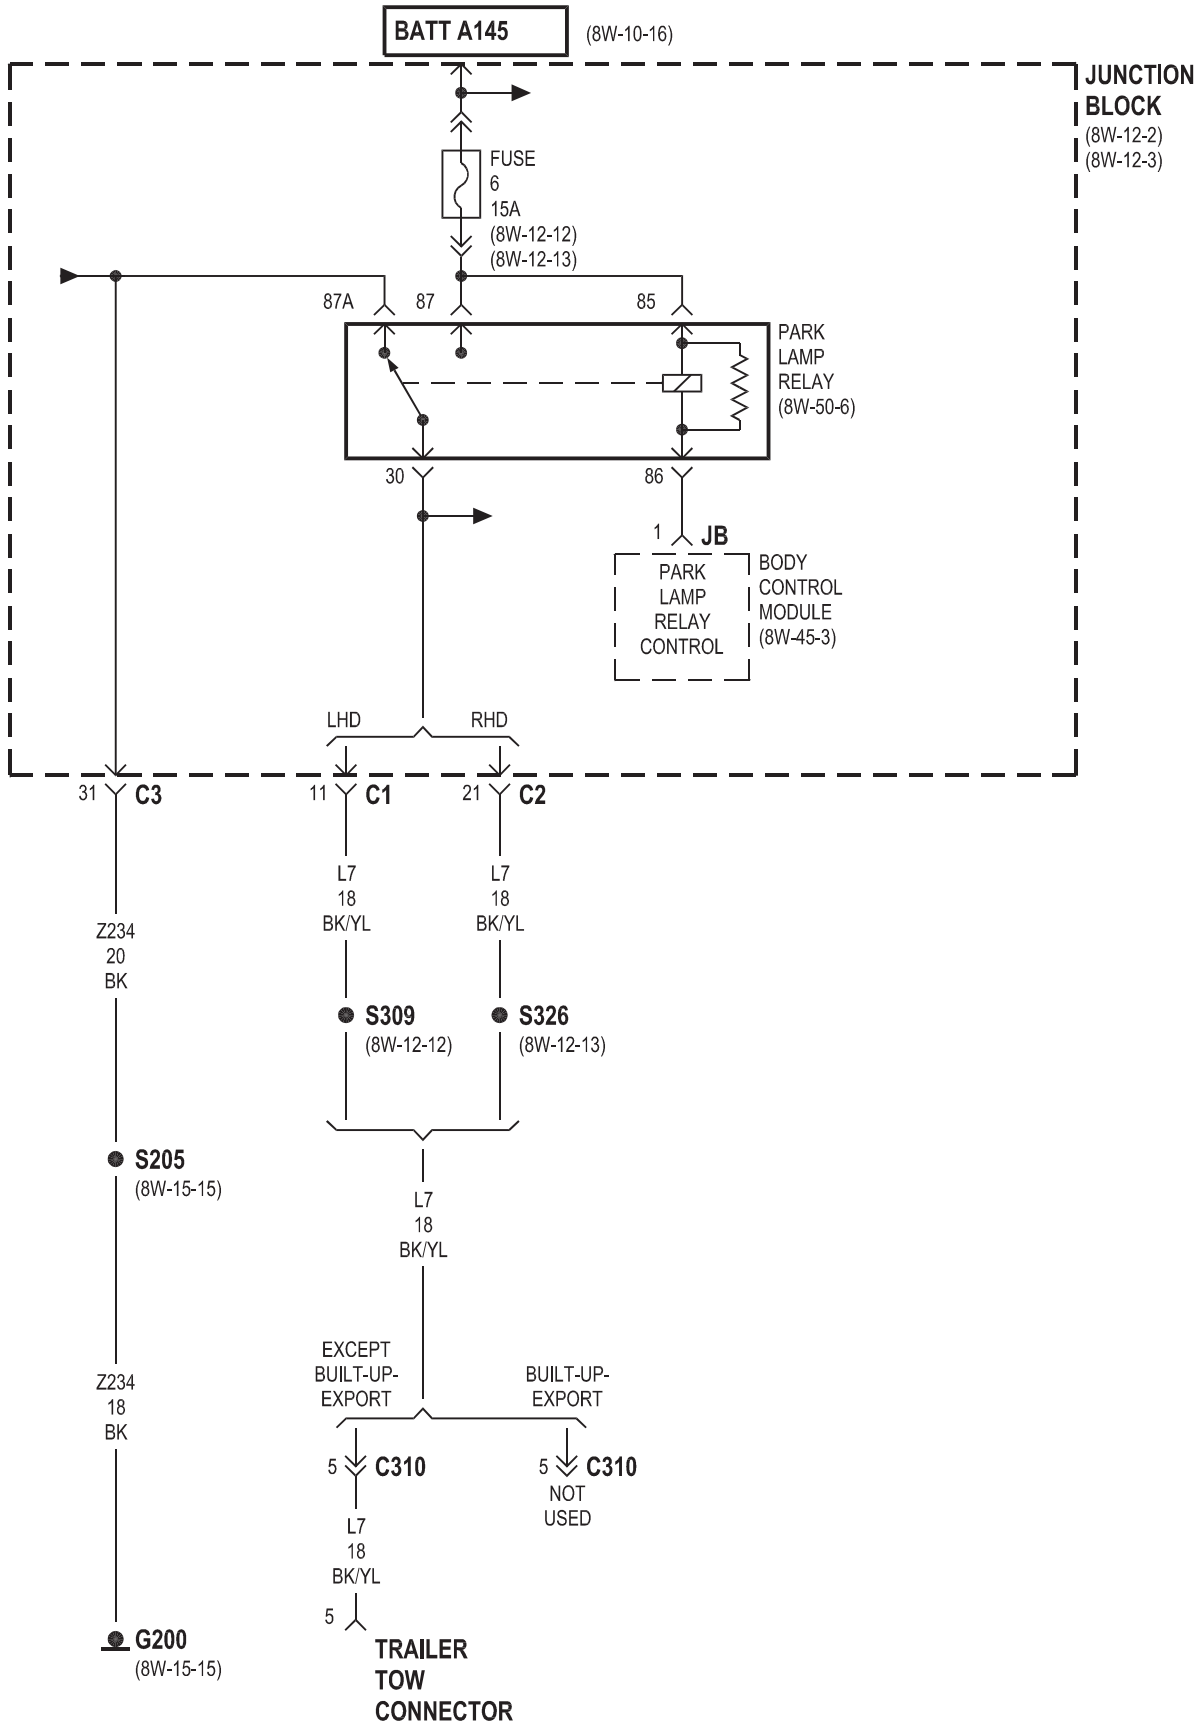 BATT A145
(8W-10-16)
JUNCTION
BLOCK
(8W-12-2)
(8W-12-3)
FUSE
6
15A
(8W-12-12)
(8W-12-13)
87A
87
85
PARK
LAMP
RELAY
(8W-50-6)
30
86
1
JB
PARK
LAMP
RELAY
CONTROL
BODY
CONTROL
MODULE
(8W-45-3)
LHD
RHD
31
C3
11
C1
21
C2
L7
18
BK/YL
L7
18
BK/YL
Z234
20
BK
S309
(8W-12-12)
S326
(8W-12-13)
S205
(8W-15-15)
L7
18
BK/YL
EXCEPT
BUILT-UP-
EXPORT
BUILT-UP-
EXPORT
Z234
18
BK
5
C310
5
C310
NOT
USED
L7
18
BK/YL
5
G200
(8W-15-15)
TRAILER
TOW
CONNECTOR